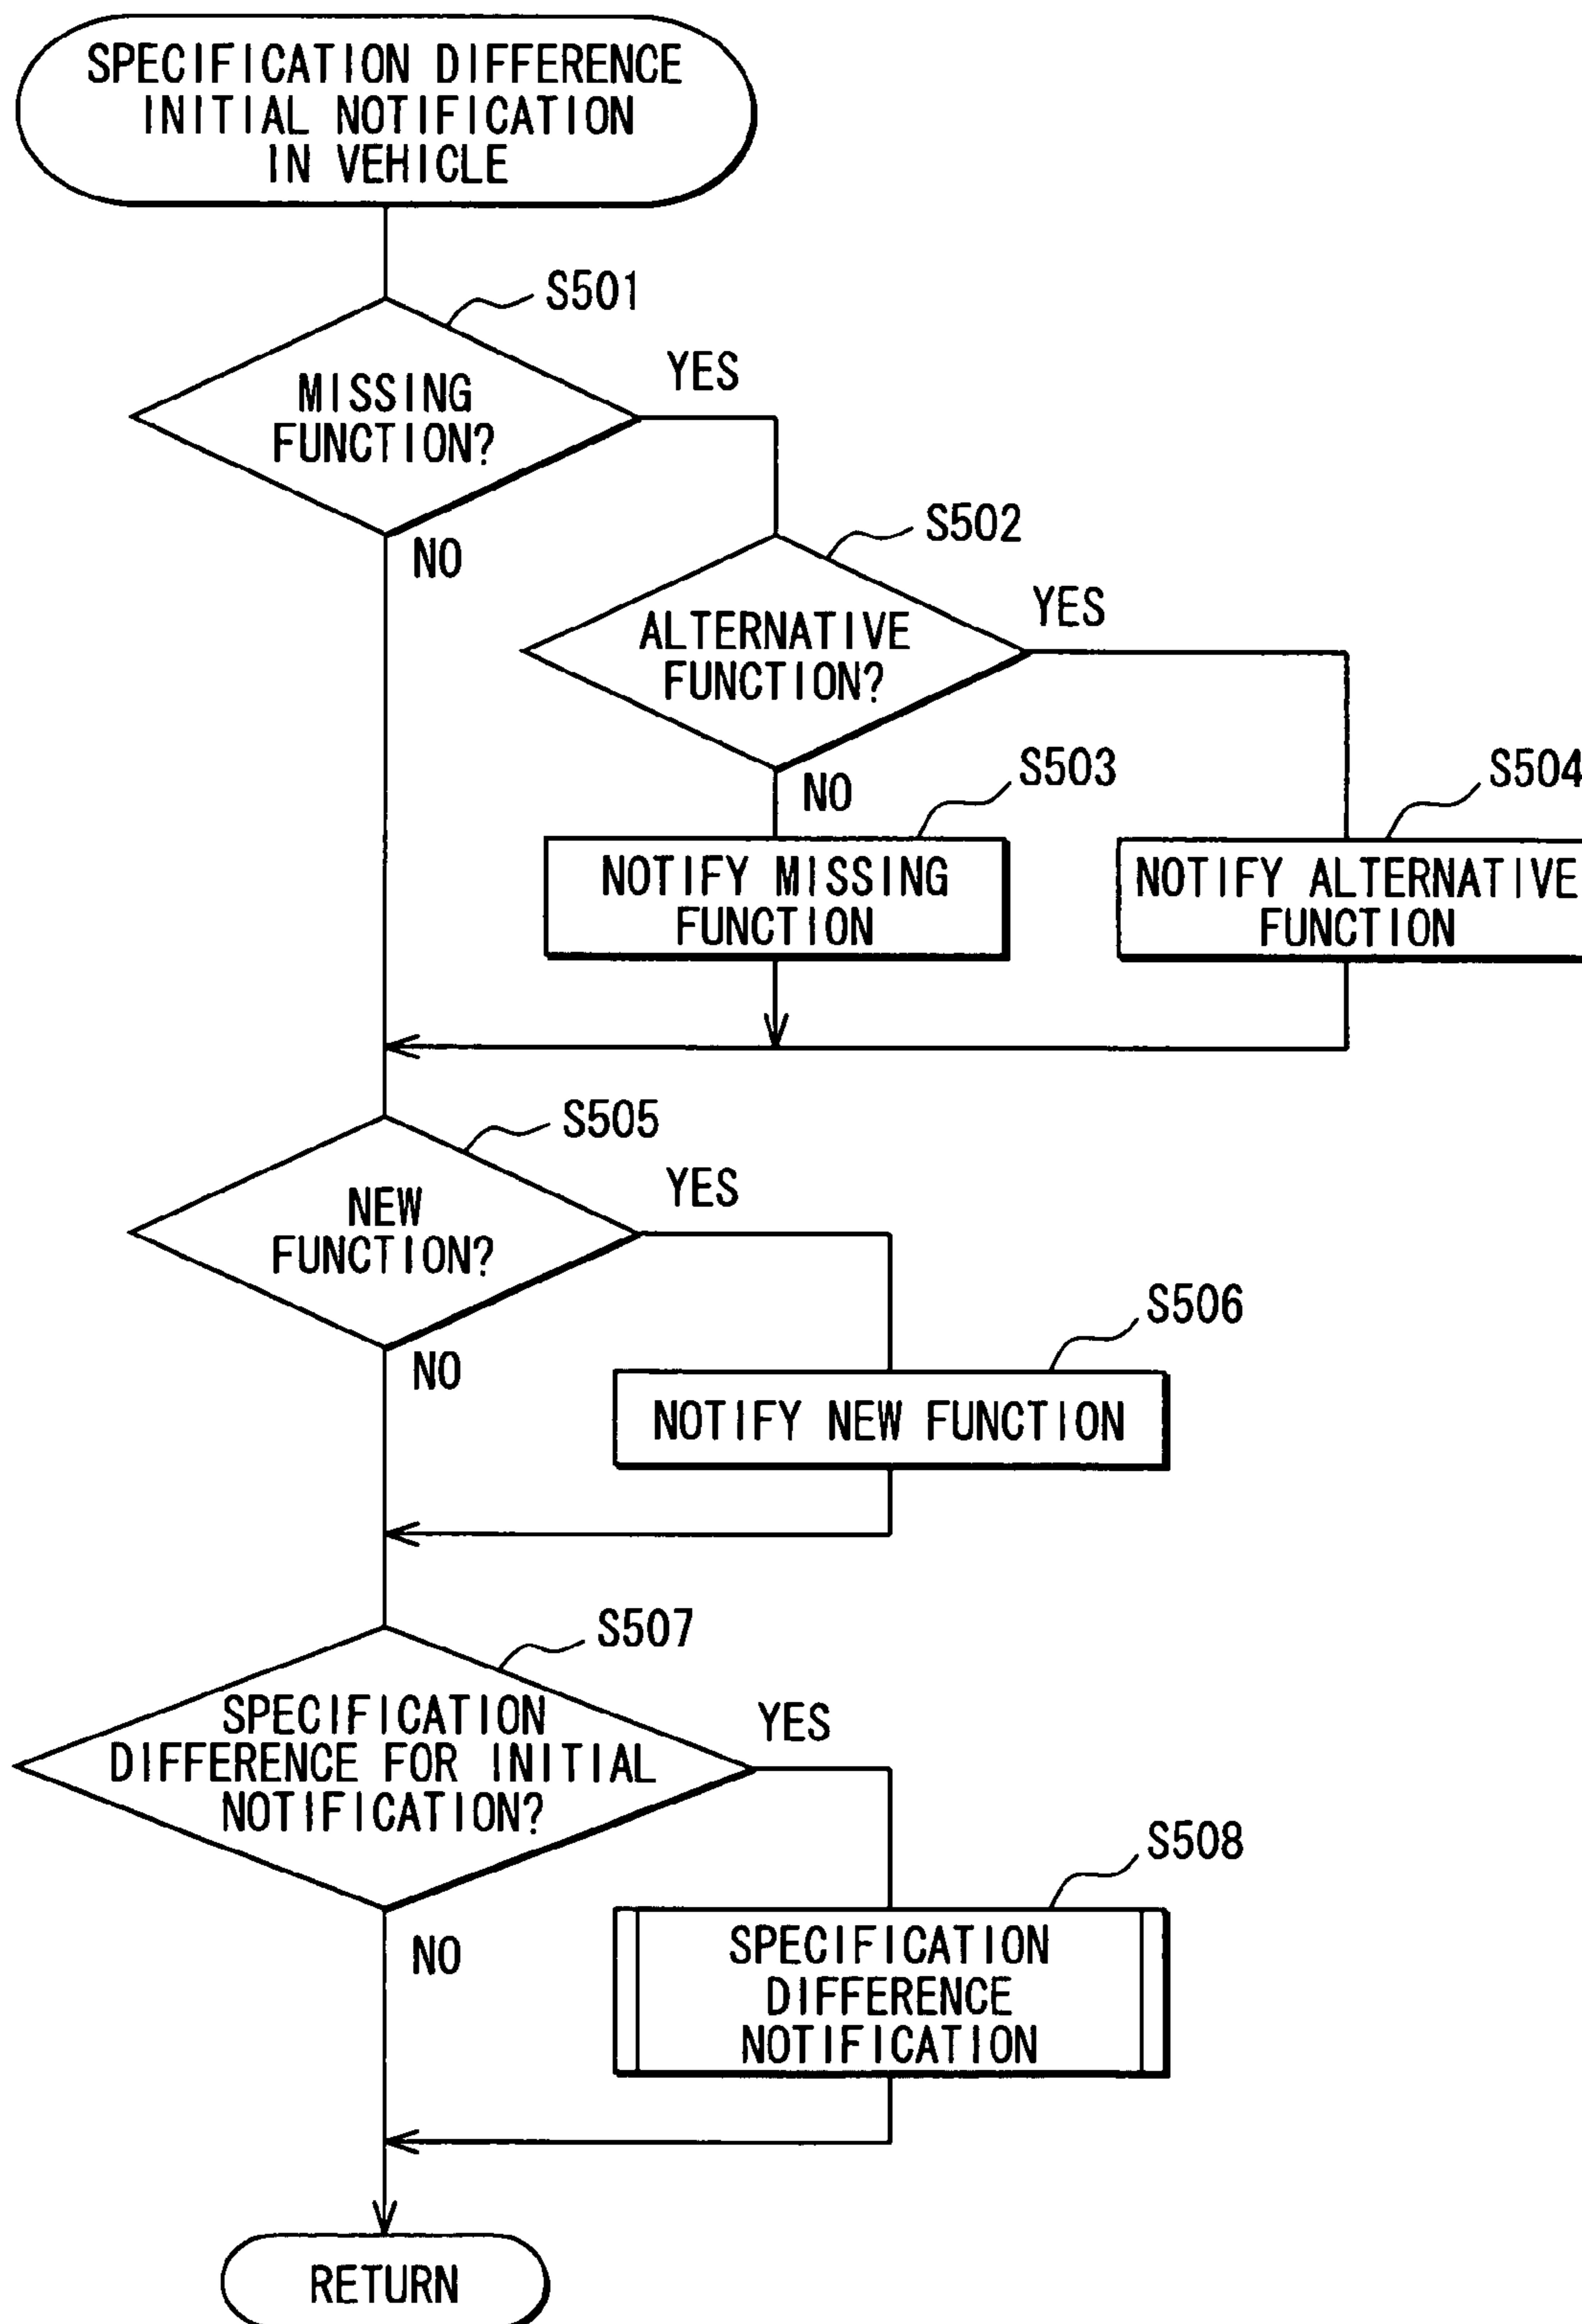 SPECIFICATION DIFFERENCE
INITIAL NOTIFICATION
IN VEHICLE
S501
MISSING
FUNCTION?
YES
NO
S502
ALTERNATIVE
FUNCTION?
YES
NO
S503
NOTIFY MISSING
FUNCTION
S504
NOTIFY ALTERNATIVE
FUNCTION
S505
NEW
FUNCTION?
YES
NO
S506
NOTIFY NEW FUNCTION
S507
SPECIFICATION
DIFFERENCE FOR INITIAL
NOTIFICATION?
YES
NO
S508
SPECIFICATION
DIFFERENCE
NOTIFICATION
RETURN